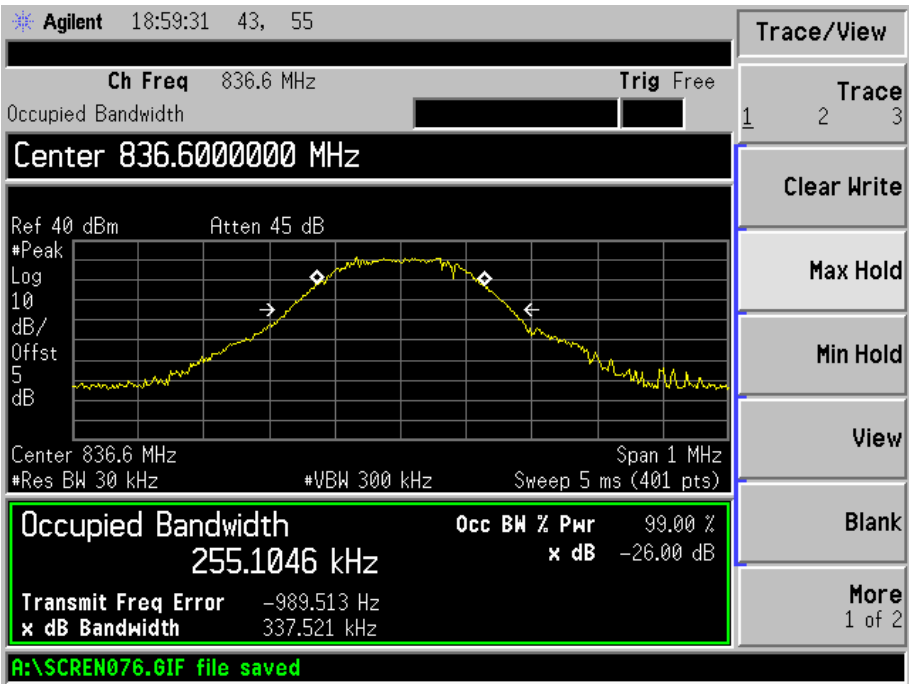 Agilent 18:59:31 43, 55
Trace/View
Ch Freq 836.6 MHz Trig Free
Occupied Bandwidth
Trace
1 2 3
Center 836.6000000 MHz
Clear Write
Ref 40 dBm Atten 45 dB
#Peak
Log
10
dB/
Offst
5
dB
Max Hold
Min Hold
Center 836.6 MHz Span 1 MHz
#Res BW 30 kHz #VBW 300 kHz Sweep 5 ms (401 pts)
View
Occupied Bandwidth
255.1046 kHz
Occ BW % Pwr 99.00 %
x dB -26.00 dB
Blank
Transmit Freq Error -989.513 Hz
x dB Bandwidth 337.521 kHz
More
1 of 2
A:\SCREN076.GIF file saved